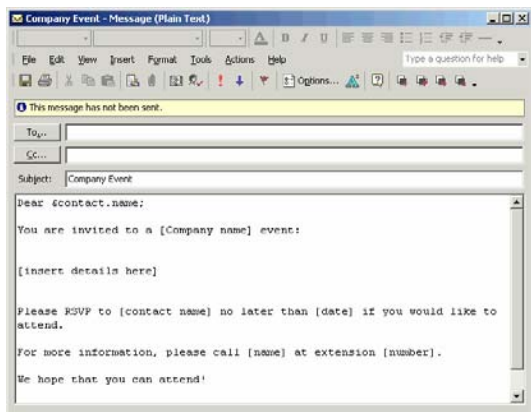 Company Event - Message (Plain Text)
File Edit View Insert Format Tools Actions Help Type a question for help
Options...
This message has not been sent.
To...
Cc...
Subject: Company Event
Dear &contact.name;
You are invited to a [Company name] event:
[insert details here]
Please RSVP to [contact name] no later than [date] if you would like to
attend.
For more information, please call [name] at extension [number].
We hope that you can attend!